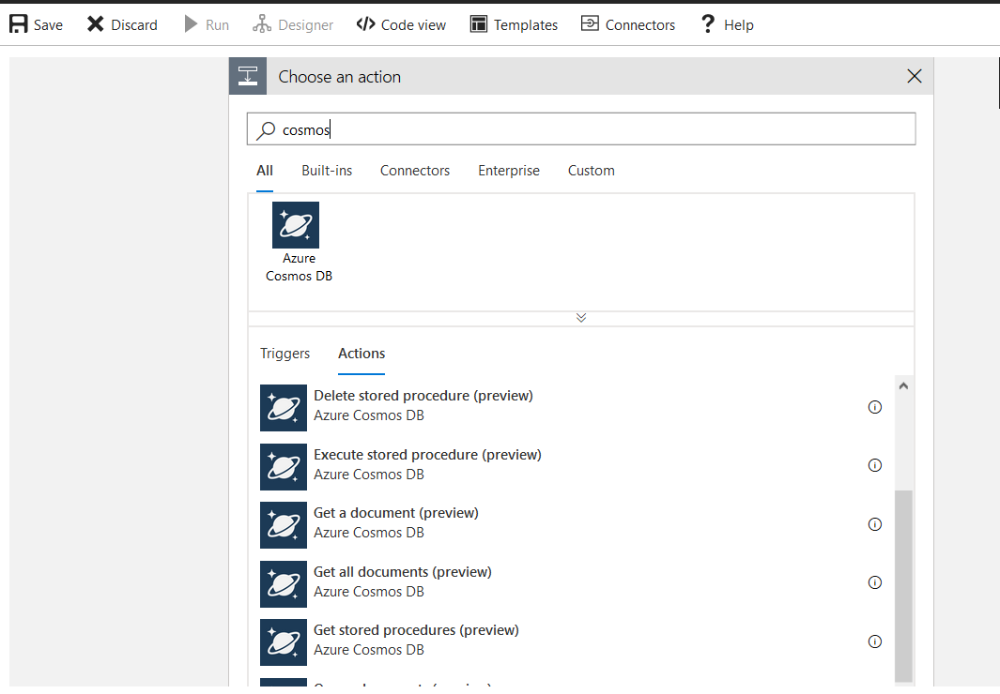 Save Discard Run Designer Code view Templates Connectors Help
Choose an action
cosmos
All Built-ins Connectors Enterprise Custom
Azure
Cosmos DB
Triggers Actions
Delete stored procedure (preview)
Azure Cosmos DB
Execute stored procedure (preview)
Azure Cosmos DB
Get a document (preview)
Azure Cosmos DB
Get all documents (preview)
Azure Cosmos DB
Get stored procedures (preview)
Azure Cosmos DB